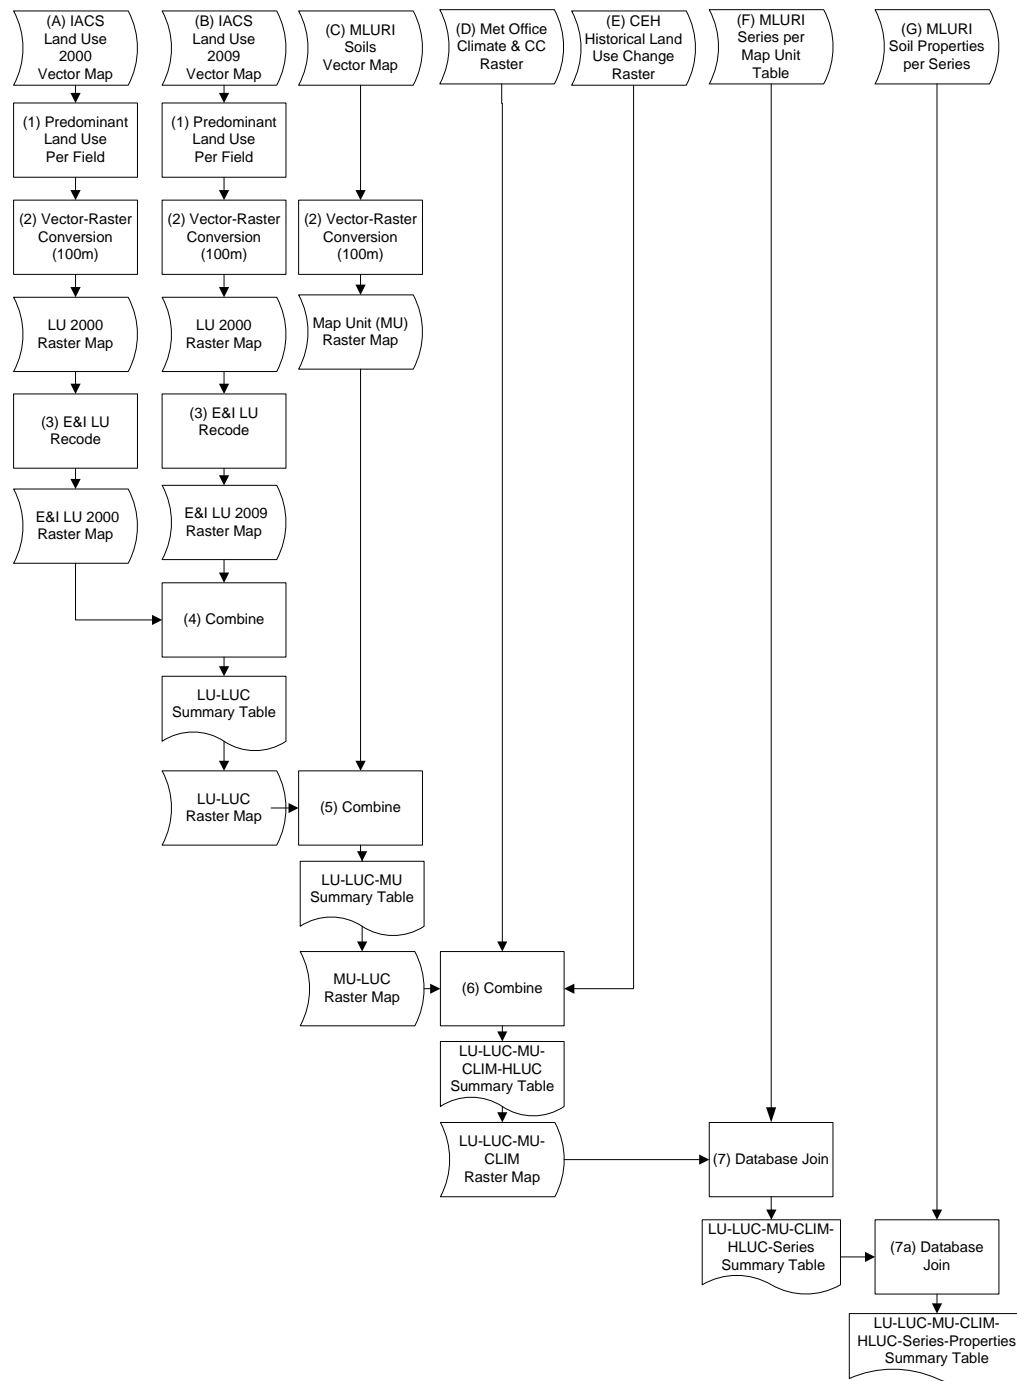 (A) IACS
Land Use
2000
Vector Map
(B) IACS
Land Use
2009
Vector Map
(C) MLURI
Soils
Vector Map
(D) Met Office
Climate & CC
Raster
(E) CEH
Historical Land
Use Change
Raster
(F) MLURI
Series per
Map Unit
Table
(G) MLURI
Soil Properties
per Series
(1) Predominant
Land Use
Per Field
(1) Predominant
Land Use
Per Field
(2) Vector-Raster
Conversion
(100m)
(2) Vector-Raster
Conversion
(100m)
(2) Vector-Raster
Conversion
(100m)
LU 2000
Raster Map
LU 2000
Raster Map
Map Unit (MU)
Raster Map
(3) E&I LU
Recode
(3) E&I LU
Recode
E&I LU 2000
Raster Map
E&I LU 2009
Raster Map
(4) Combine
LU-LUC
Summary Table
LU-LUC
Raster Map
(5) Combine
LU-LUC-MU
Summary Table
MU-LUC
Raster Map
(6) Combine
LU-LUC-MU-
CLIM-HLUC
Summary Table
LU-LUC-MU-
CLIM
Raster Map
(7) Database Join
LU-LUC-MU-CLIM-
HLUC-Series
Summary Table
(7a) Database
Join
LU-LUC-MU-CLIM-
HLUC-Series-Properties
Summary Table